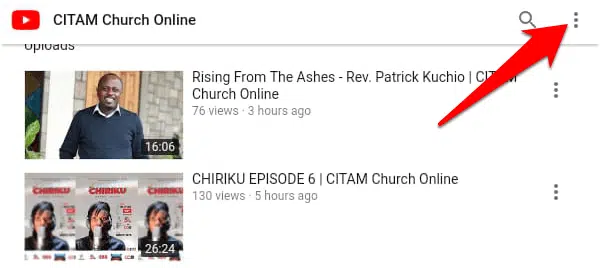 CITAM Church Online
Uploads
Rising From The Ashes - Rev. Patrick Kuchio | CITAM
Church Online
76 views · 3 hours ago
16:06
CHIRIKU EPISODE 6 | CITAM Church Online
130 views · 5 hours ago
CHIRIKU
CHIRIKU
CHIRIKU
26:24